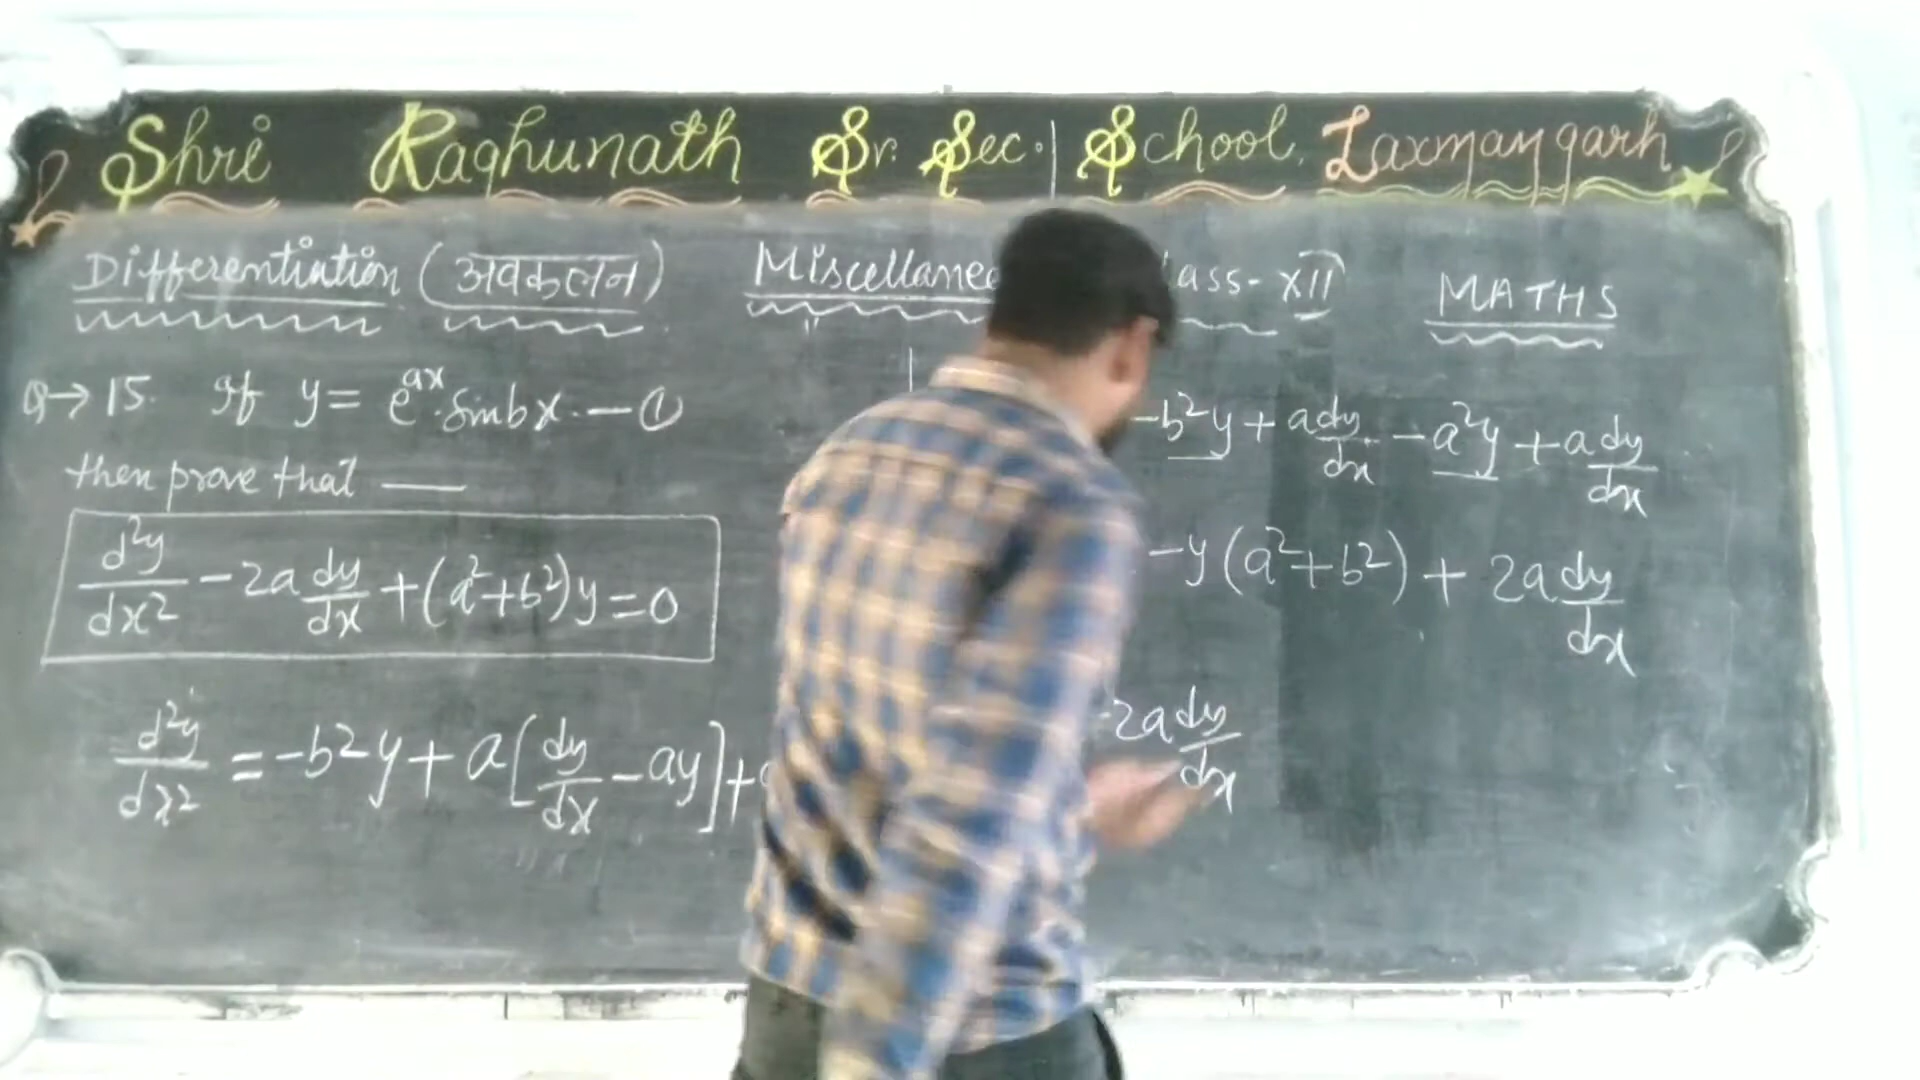 Shri Raghunath Sr. Sec. School, Laxmangarh
Differentiation (अवकलन) Miscellaneo XII MATHS
Q→ 15. If y = e^{ax}.Sinbx. — ①
then prove that —
d²y/dx² - 2a dy/dx + (a²+b²)y = 0
d²y/dx² = -b²y + a[dy/dx - ay] +
-b²y + a dy/dx - a²y + a dy/dx
-y(a²+b²) + 2a dy/dx
-2a dy/dx